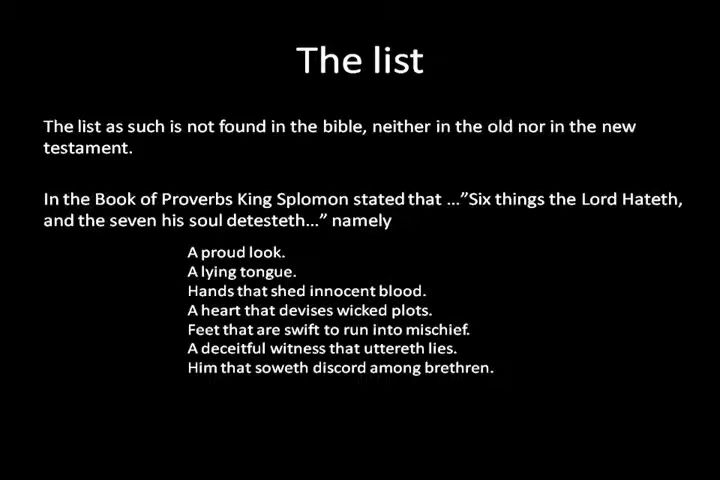 The list
The list as such is not found in the bible, neither in the old nor in the new
testament.
In the Book of Proverbs King Splomon stated that ...”Six things the Lord Hateth,
and the seven his soul detesteth...” namely
A proud look.
A lying tongue.
Hands that shed innocent blood.
A heart that devises wicked plots.
Feet that are swift to run into mischief.
A deceitful witness that uttereth lies.
Him that soweth discord among brethren.